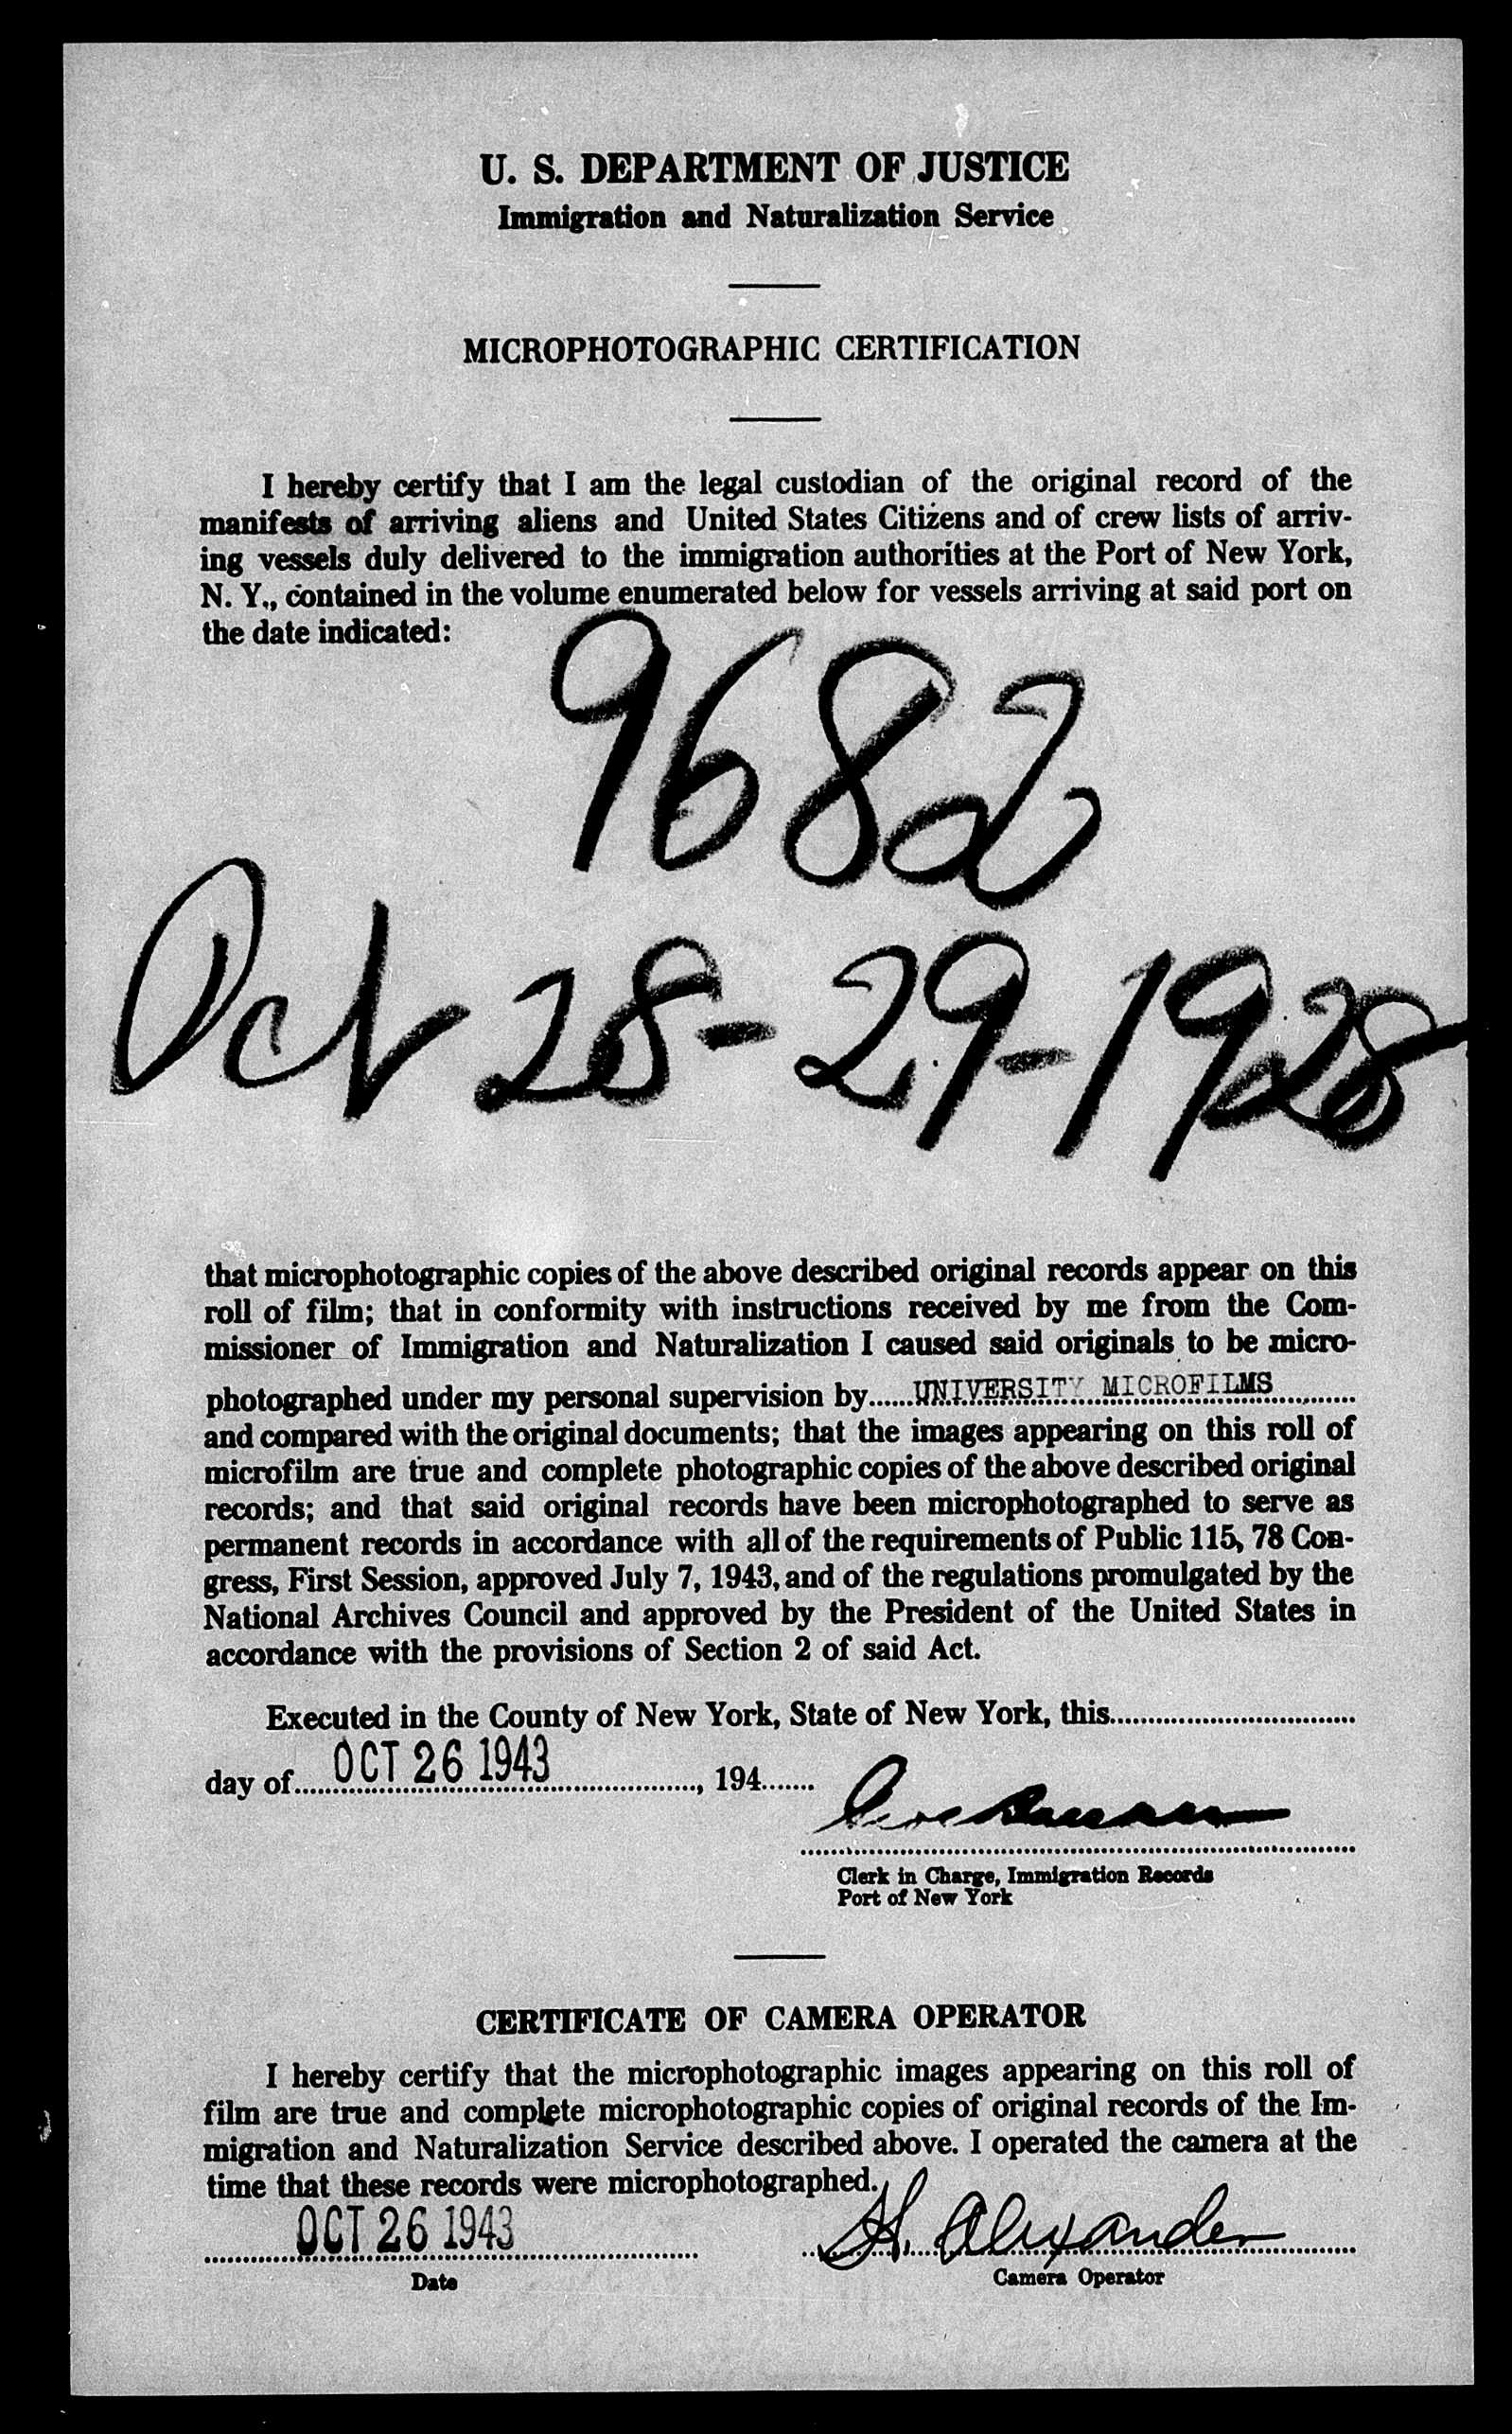 U. S. DEPARTMENT OF JUSTICE
Immigration and Naturalization Service
MICROPHOTOGRAPHIC CERTIFICATION
I hereby certify that I am the legal custodian of the original record of the
manifests of arriving aliens and United States Citizens and of crew lists of arriv-
ing vessels duly delivered to the immigration authorities at the Port of New York,
N. Y., contained in the volume enumerated below for vessels arriving at said port on
the date indicated:
9682
Oct 28-29-1928
that microphotographic copies of the above described original records appear on this
roll of film; that in conformity with instructions received by me from the Com-
missioner of Immigration and Naturalization I caused said originals to be micro-
photographed under my personal supervision by......UNIVERSITY MICROFILMS..........
and compared with the original documents; that the images appearing on this roll of
microfilm are true and complete photographic copies of the above described original
records; and that said original records have been microphotographed to serve as
permanent records in accordance with all of the requirements of Public 115, 78 Con-
gress, First Session, approved July 7, 1943, and of the regulations promulgated by the
National Archives Council and approved by the President of the United States in
accordance with the provisions of Section 2 of said Act.
Executed in the County of New York, State of New York, this................................
day of..... OCT 26 1943 ..................., 194.......
Clerk in Charge, Immigration Records
Port of New York
CERTIFICATE OF CAMERA OPERATOR
I hereby certify that the microphotographic images appearing on this roll of
film are true and complete microphotographic copies of original records of the Im-
migration and Naturalization Service described above. I operated the camera at the
time that these records were microphotographed.
OCT 26 1943 H. Alexander
Date Camera Operator